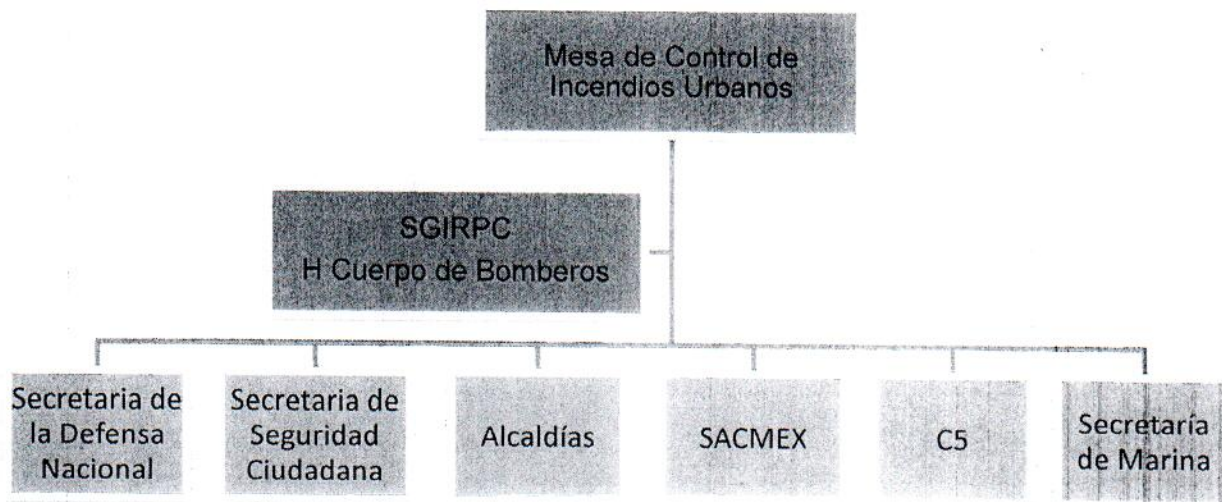 Mesa de Control de
Incendios Urbanos
SGIRPC
H Cuerpo de Bomberos
Secretaria de
la Defensa
Nacional
Secretaria de
Seguridad
Ciudadana
Alcaldías
SACMEX
C5
Secretaría
de Marina